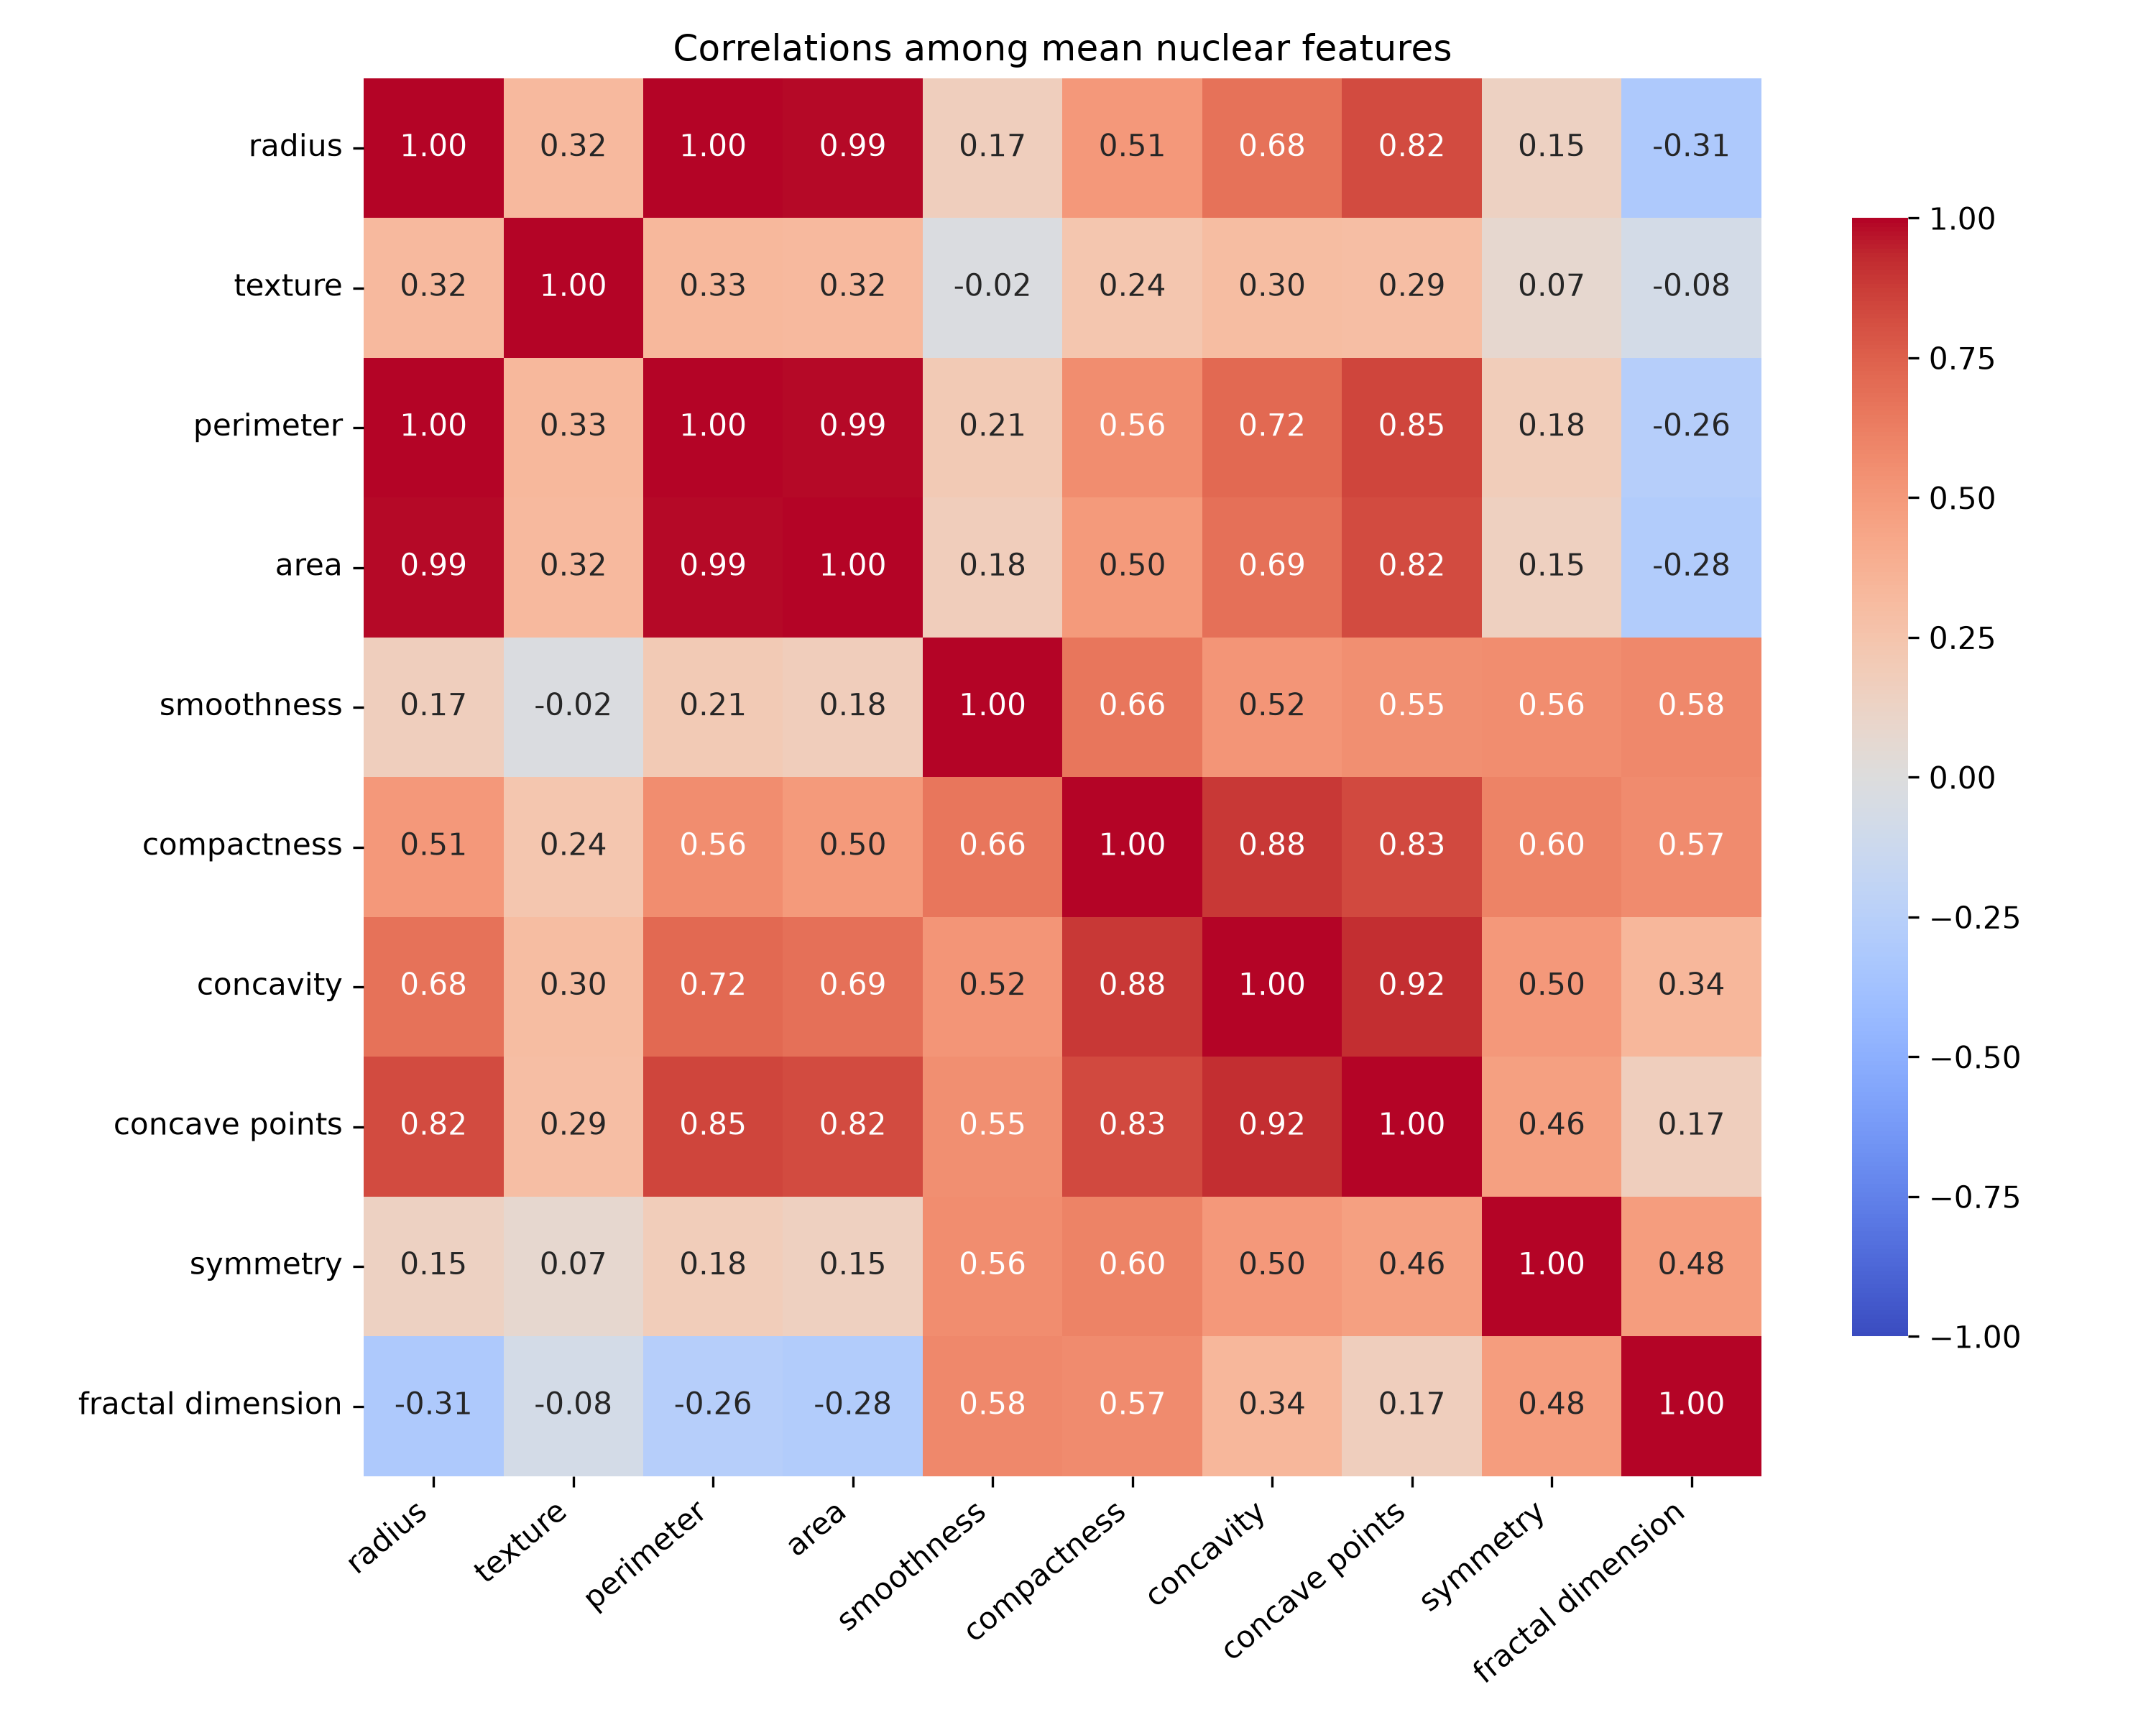 Correlations among mean nuclear features
radius 1.00 0.32 1.00 0.99 0.17 0.51 0.68 0.82 0.15 -0.31
texture 0.32 1.00 0.33 0.32 -0.02 0.24 0.30 0.29 0.07 -0.08
perimeter 1.00 0.33 1.00 0.99 0.21 0.56 0.72 0.85 0.18 -0.26
area 0.99 0.32 0.99 1.00 0.18 0.50 0.69 0.82 0.15 -0.28
smoothness 0.17 -0.02 0.21 0.18 1.00 0.66 0.52 0.55 0.56 0.58
compactness 0.51 0.24 0.56 0.50 0.66 1.00 0.88 0.83 0.60 0.57
concavity 0.68 0.30 0.72 0.69 0.52 0.88 1.00 0.92 0.50 0.34
concave points 0.82 0.29 0.85 0.82 0.55 0.83 0.92 1.00 0.46 0.17
symmetry 0.15 0.07 0.18 0.15 0.56 0.60 0.50 0.46 1.00 0.48
fractal dimension -0.31 -0.08 -0.26 -0.28 0.58 0.57 0.34 0.17 0.48 1.00
radius texture perimeter area smoothness compactness concavity concave points symmetry fractal dimension
1.00
0.75
0.50
0.25
0.00
−0.25
−0.50
−0.75
−1.00